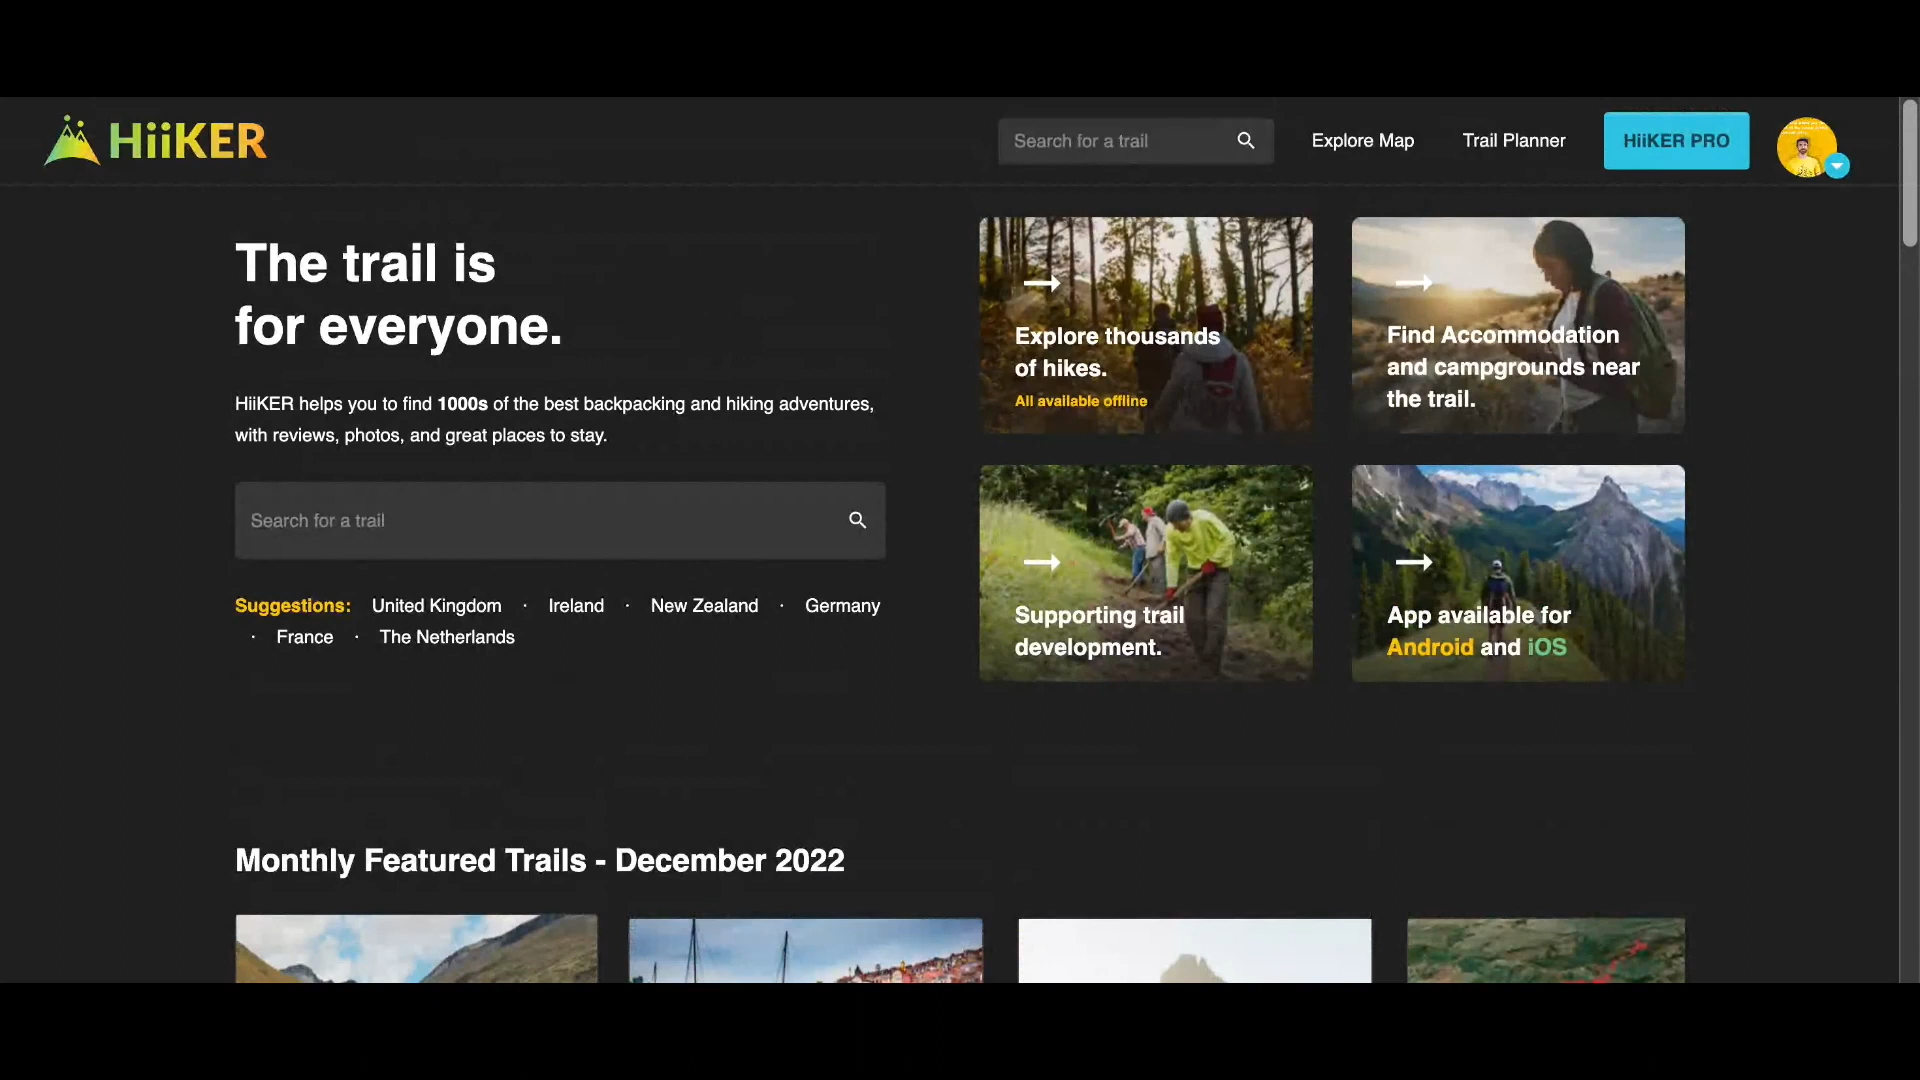 HiiKER
Search for a trail
Explore Map
Trail Planner
HiiKER PRO
The trail is
for everyone.
HiiKER helps you to find 1000s of the best backpacking and hiking adventures,
with reviews, photos, and great places to stay.
Search for a trail
Suggestions: United Kingdom · Ireland · New Zealand · Germany
· France · The Netherlands
Explore thousands
of hikes.
All available offline
Find Accommodation
and campgrounds near
the trail.
Supporting trail
development.
App available for
Android and iOS
Monthly Featured Trails - December 2022